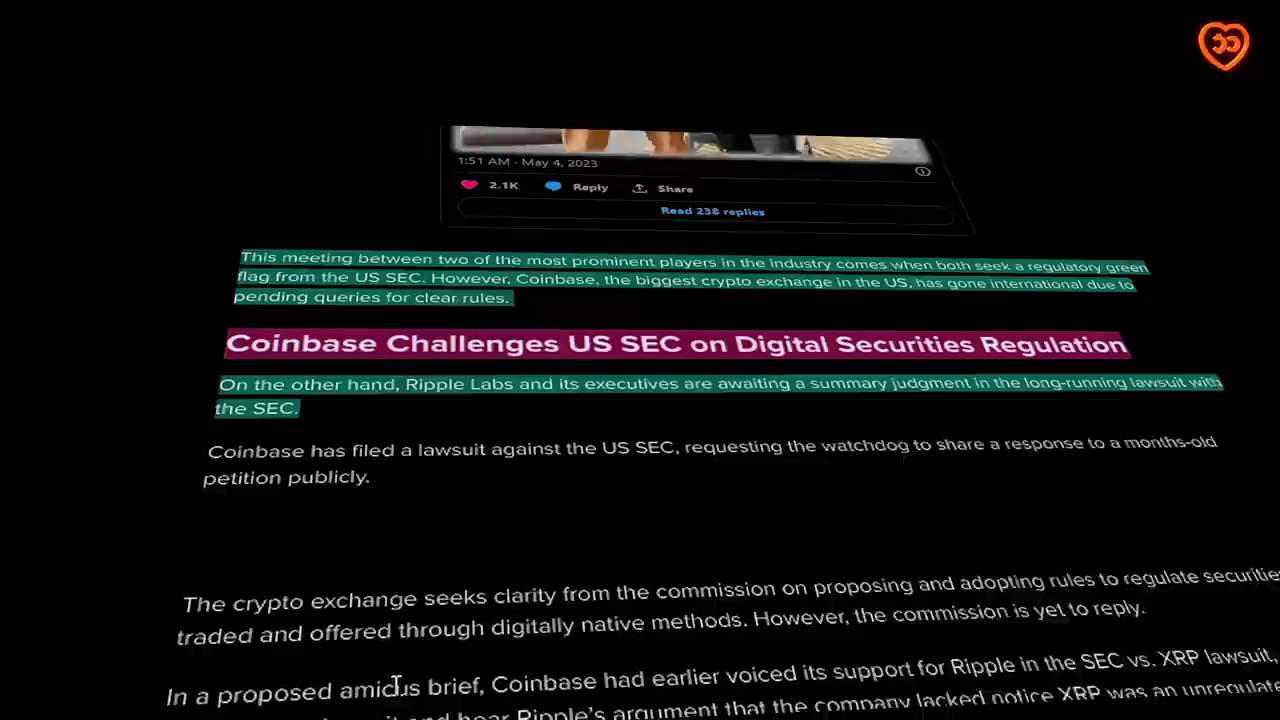 1:51 AM · May 4, 2023
2.1K Reply Share
Read 238 replies
This meeting between two of the most prominent players in the industry comes when both seek a regulatory green
flag from the US SEC. However, Coinbase, the biggest crypto exchange in the US, has gone international due to
pending queries for clear rules.
Coinbase Challenges US SEC on Digital Securities Regulation
On the other hand, Ripple Labs and its executives are awaiting a summary judgment in the long-running lawsuit with
the SEC.
Coinbase has filed a lawsuit against the US SEC, requesting the watchdog to share a response to a months-old
petition publicly.
The crypto exchange seeks clarity from the commission on proposing and adopting rules to regulate securities
traded and offered through digitally native methods. However, the commission is yet to reply.
In a proposed amicus brief, Coinbase had earlier voiced its support for Ripple in the SEC vs. XRP lawsuit,
and hear Ripple's argument that the company lacked notice XRP was an